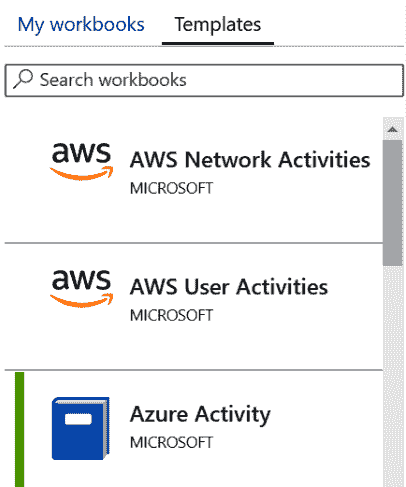 My workbooks Templates
Search workbooks
aws
AWS Network Activities
MICROSOFT
aws
AWS User Activities
MICROSOFT
Azure Activity
MICROSOFT